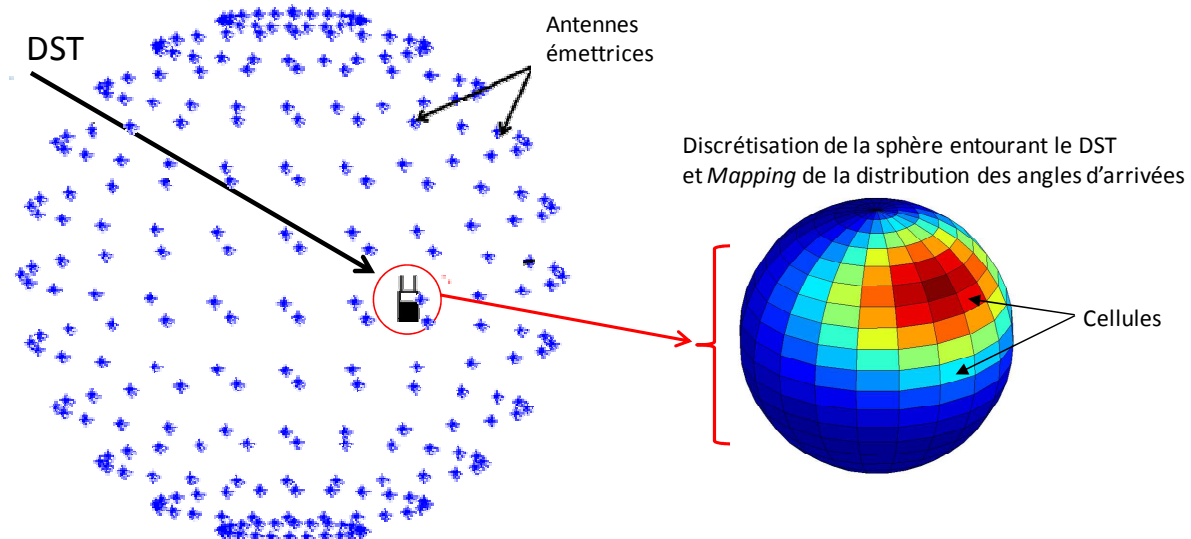 DST
Antennes
émettrices
Discrétisation de la sphère entourant le DST
et Mapping de la distribution des angles d’arrivées
Cellules